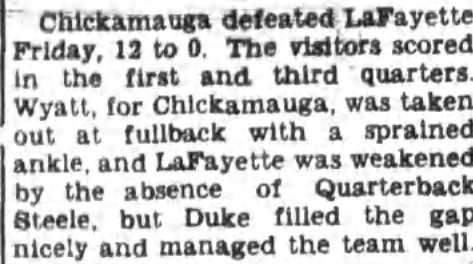 Chickamauga defeated LaFayette
Friday, 12 to 0. The visitors scored
in the first and third quarters.
Wyatt, for Chickamauga, was taken
out at fullback with a sprained
ankle, and LaFayette was weakened
by the absence of Quarterback
Steele, but Duke filled the gap
nicely and managed the team well.